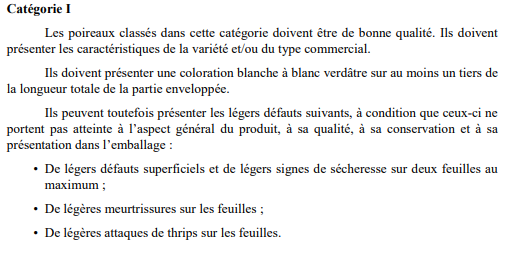 Catégorie I
Les poireaux classés dans cette catégorie doivent être de bonne qualité. Ils doivent
présenter les caractéristiques de la variété et/ou du type commercial.
Ils doivent présenter une coloration blanche à blanc verdâtre sur au moins un tiers de
la longueur totale de la partie enveloppée.
Ils peuvent toutefois présenter les légers défauts suivants, à condition que ceux-ci ne
portent pas atteinte à l’aspect général du produit, à sa qualité, à sa conservation et à sa
présentation dans l’emballage :
• De légers défauts superficiels et de légers signes de sécheresse sur deux feuilles au
maximum ;
• De légères meurtrissures sur les feuilles ;
• De légères attaques de thrips sur les feuilles.